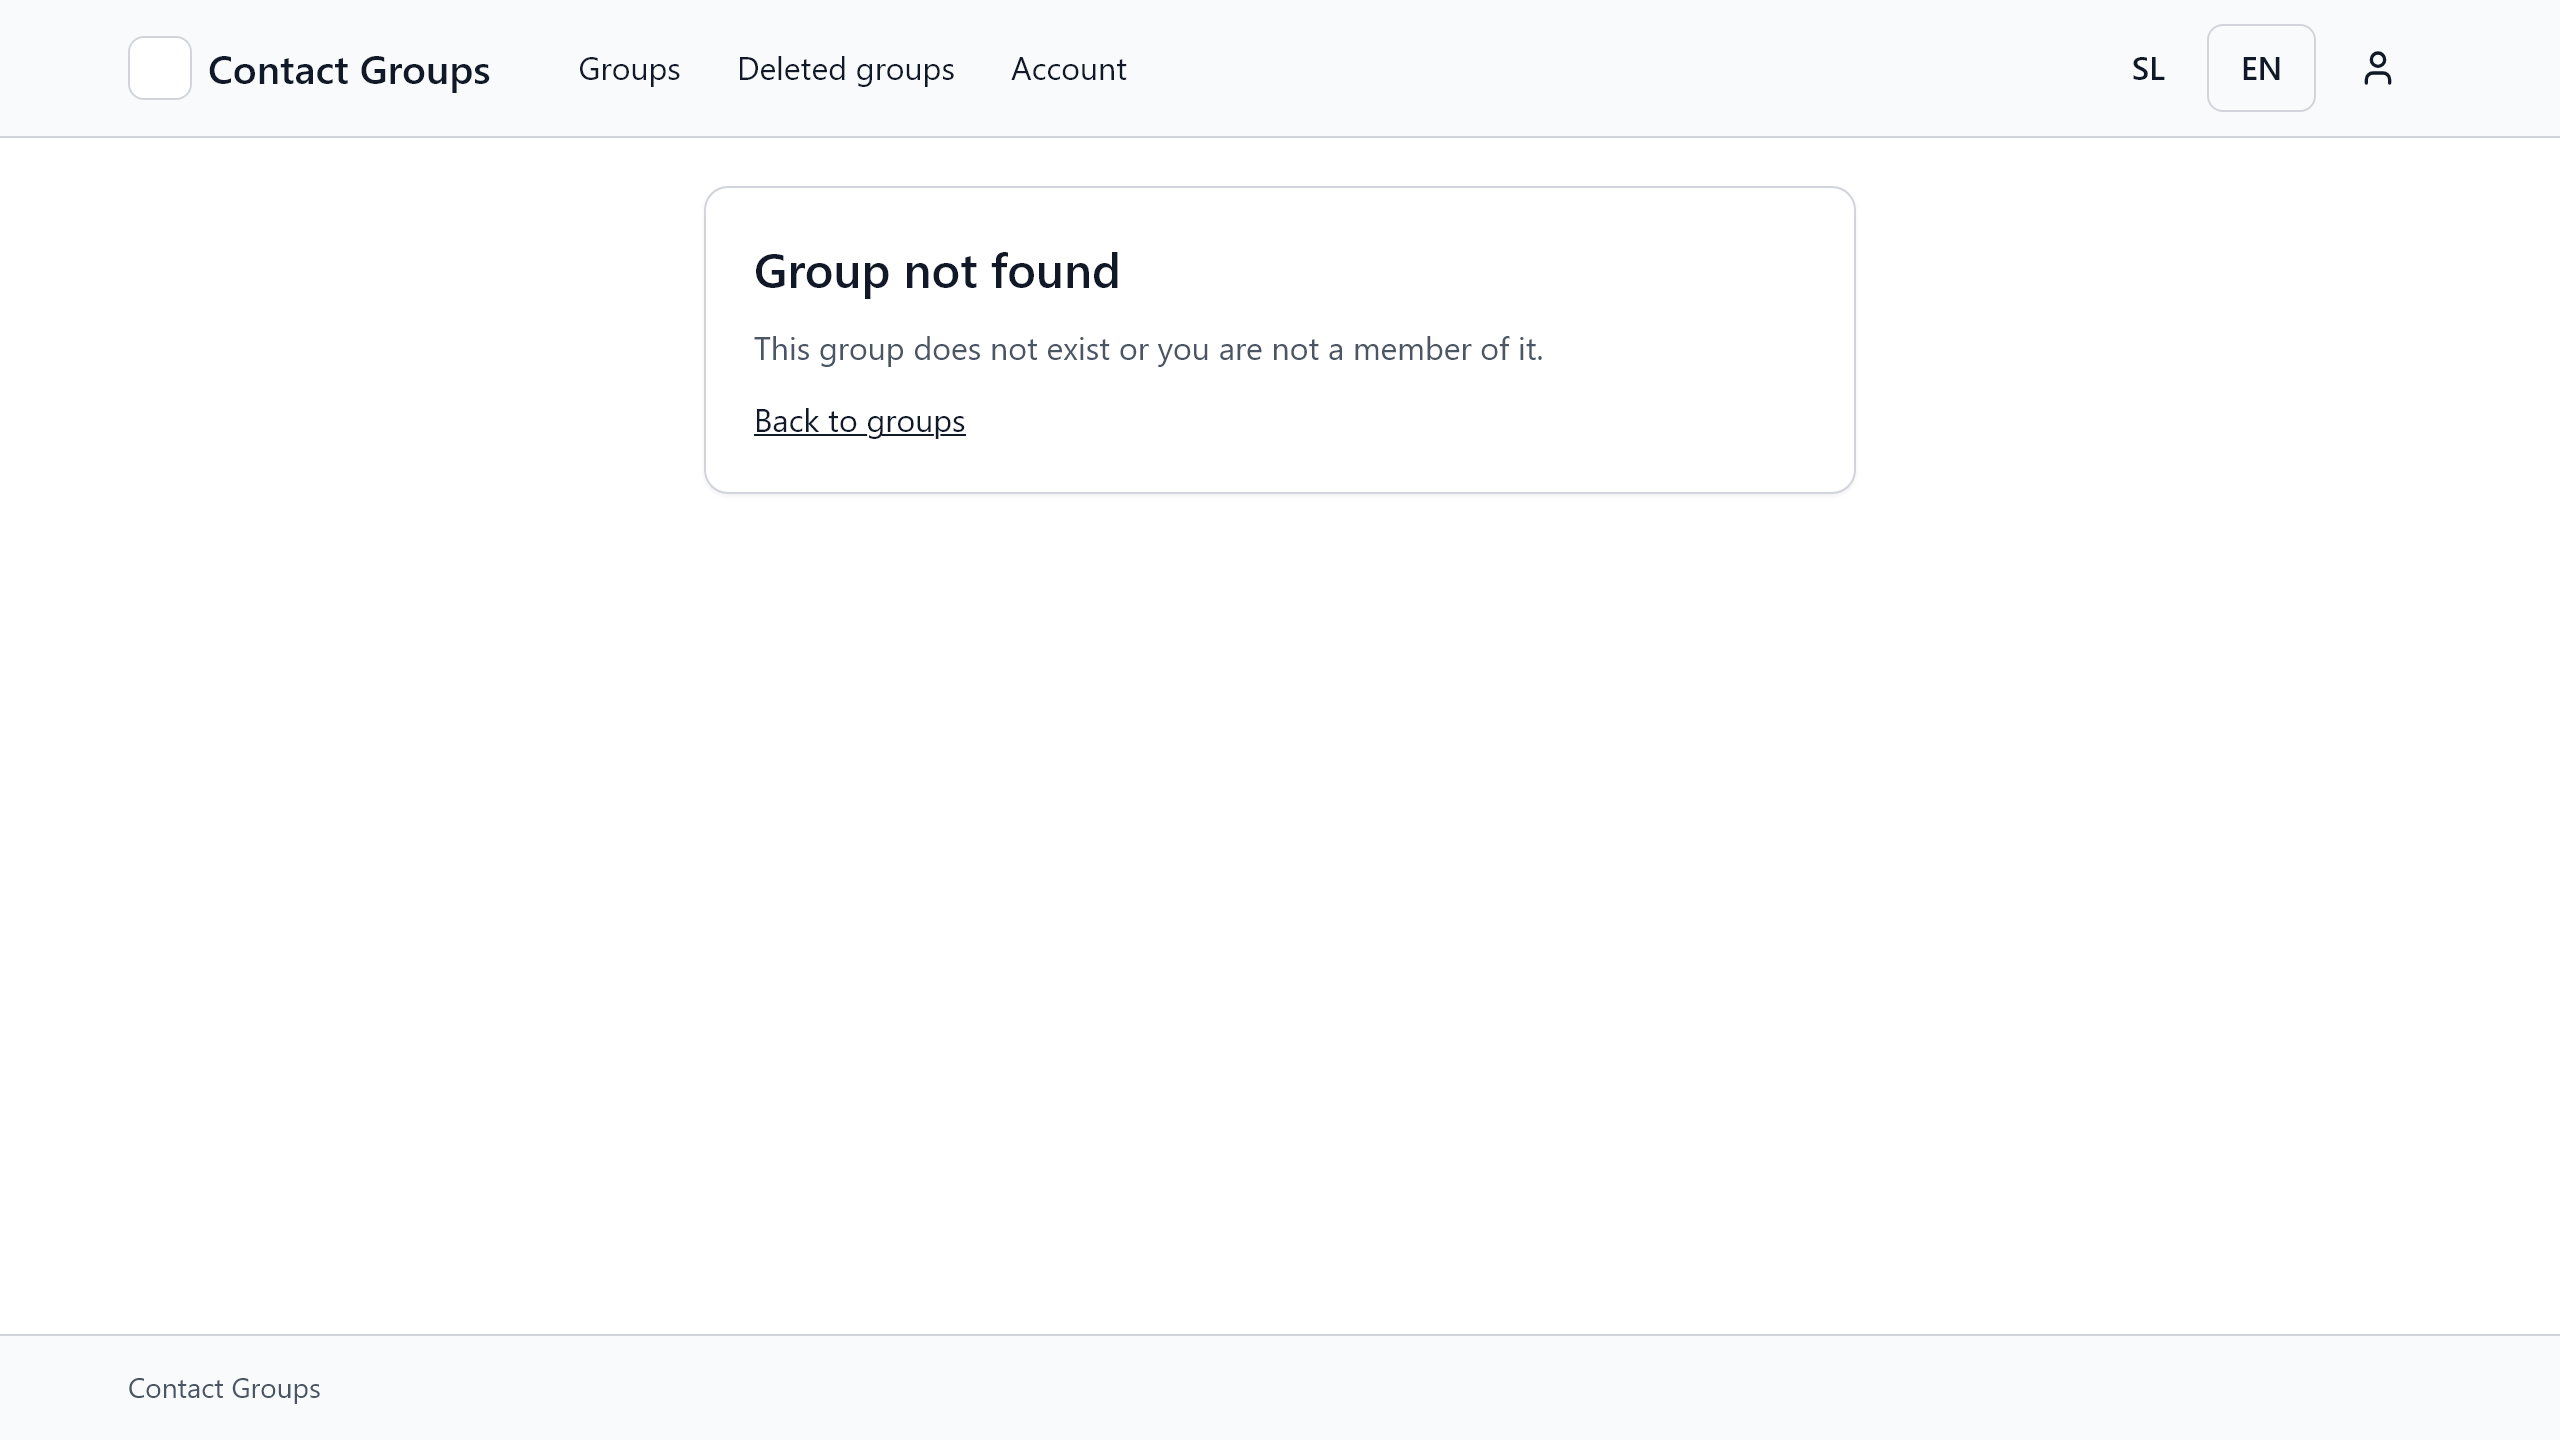 Contact Groups
Groups
Deleted groups
Account
SL
EN
Group not found
This group does not exist or you are not a member of it.
Back to groups
Contact Groups